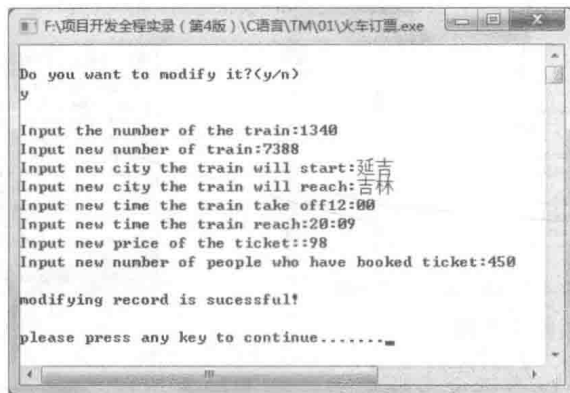 F:\项目开发全程实录（第4版）\C语言\TM\01\火车订票.exe
Do you want to modify it?(y/n)
y
Input the number of the train:1340
Input new number of train:7388
Input new city the train will start:延吉
Input new city the train will reach:吉林
Input new time the train take off12:00
Input new time the train reach:20:09
Input new price of the ticket::98
Input new number of people who have booked ticket:450
modifying record is sucessful!
please press any key to continue.......